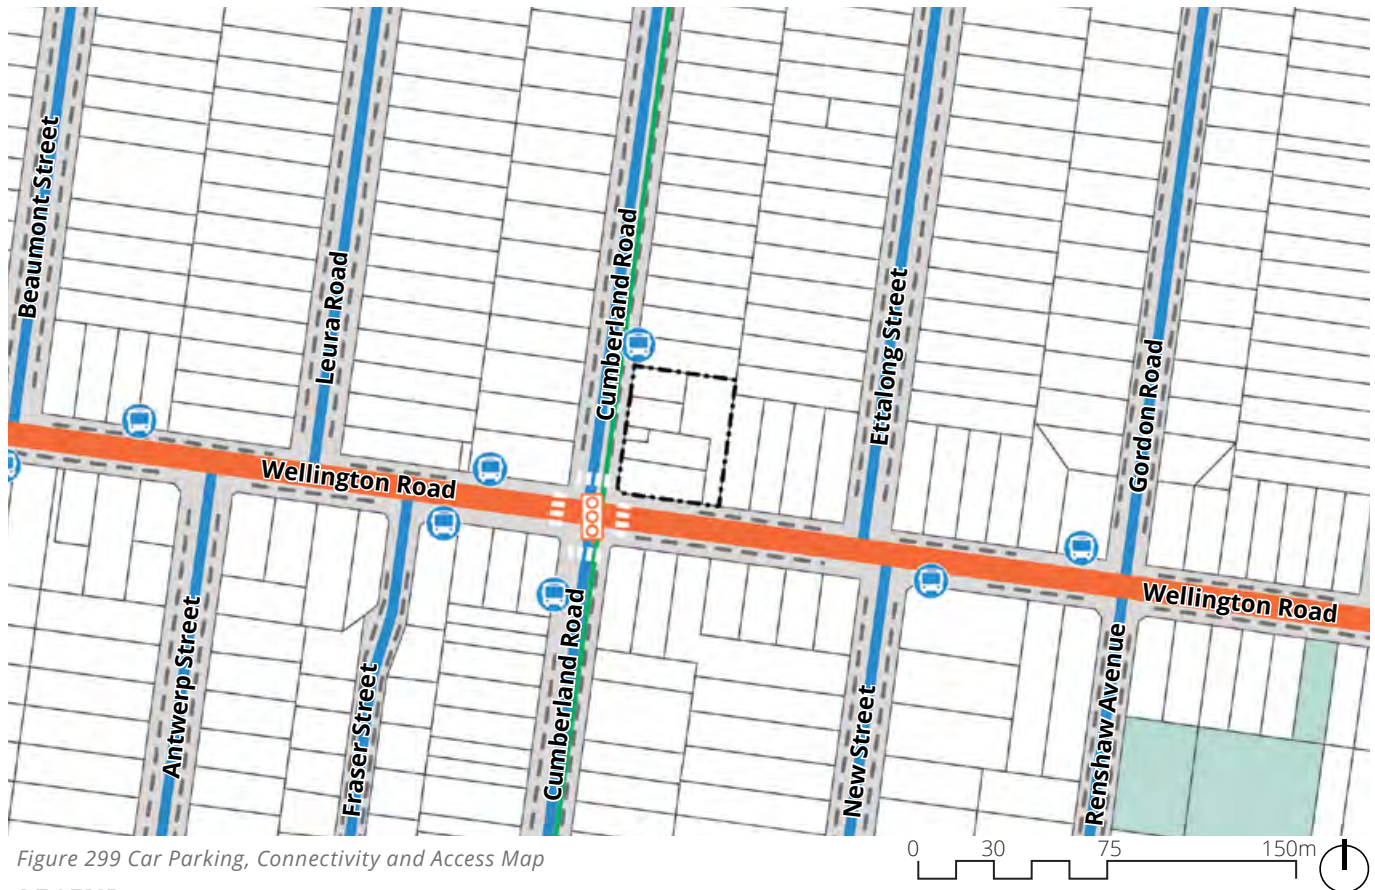 Beaumont Street
Leura Road
Cumberland Road
Ettalong Street
Gordon Road
Wellington Road
Wellington Road
Antwerp Street
Fraser Street
Cumberland Road
New Street
Renshaw Avenue
Figure 299 Car Parking, Connectivity and Access Map
0 30 75 150m